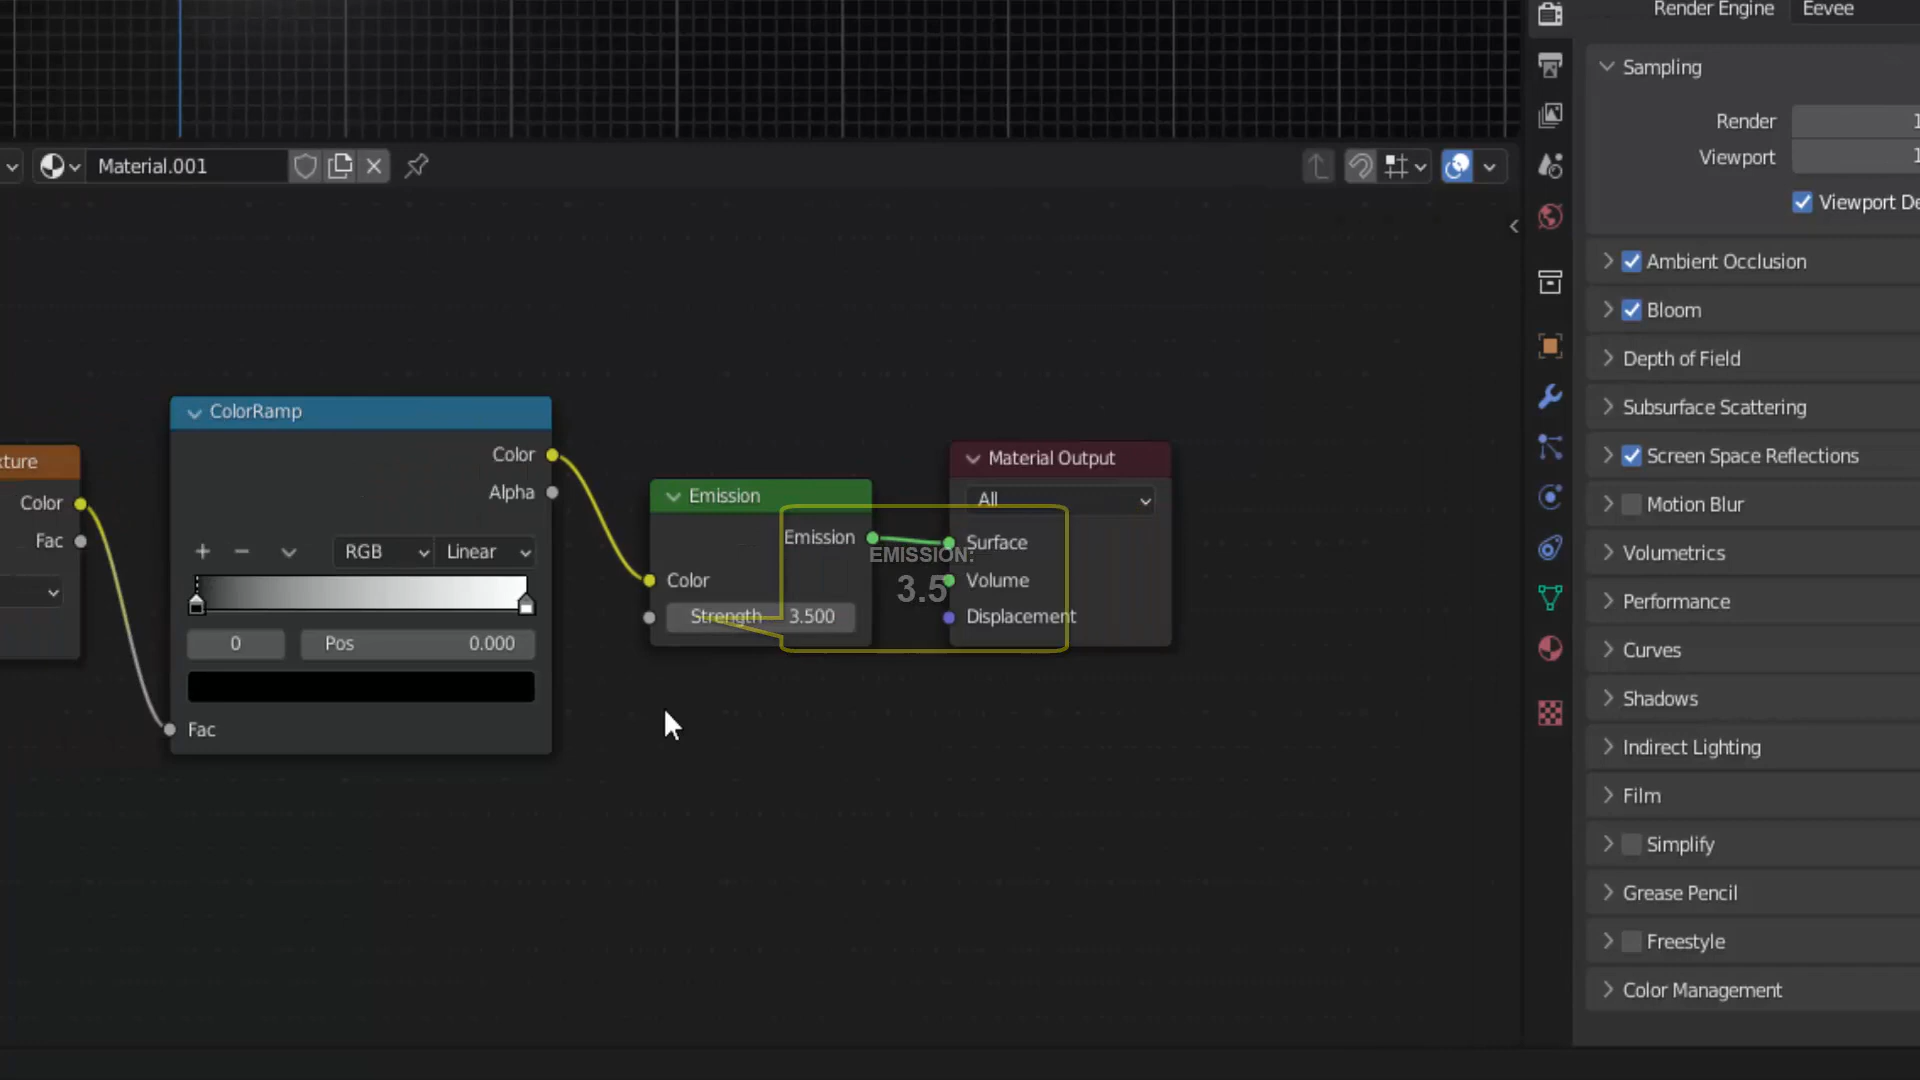 Render Engine
Eevee
Sampling
Render
1
Viewport
1
Viewport De
Material.001
Ambient Occlusion
Bloom
Depth of Field
Subsurface Scattering
Screen Space Reflections
Motion Blur
Volumetrics
Performance
Curves
Shadows
Indirect Lighting
Film
Simplify
Grease Pencil
Freestyle
Color Management
xture
Color
Fac
ColorRamp
Color
Alpha
RGB
Linear
0
Pos
0.000
Fac
Emission
Emission
Color
Strength
3.500
Material Output
All
Surface
Volume
Displacement
EMISSION:
3.5